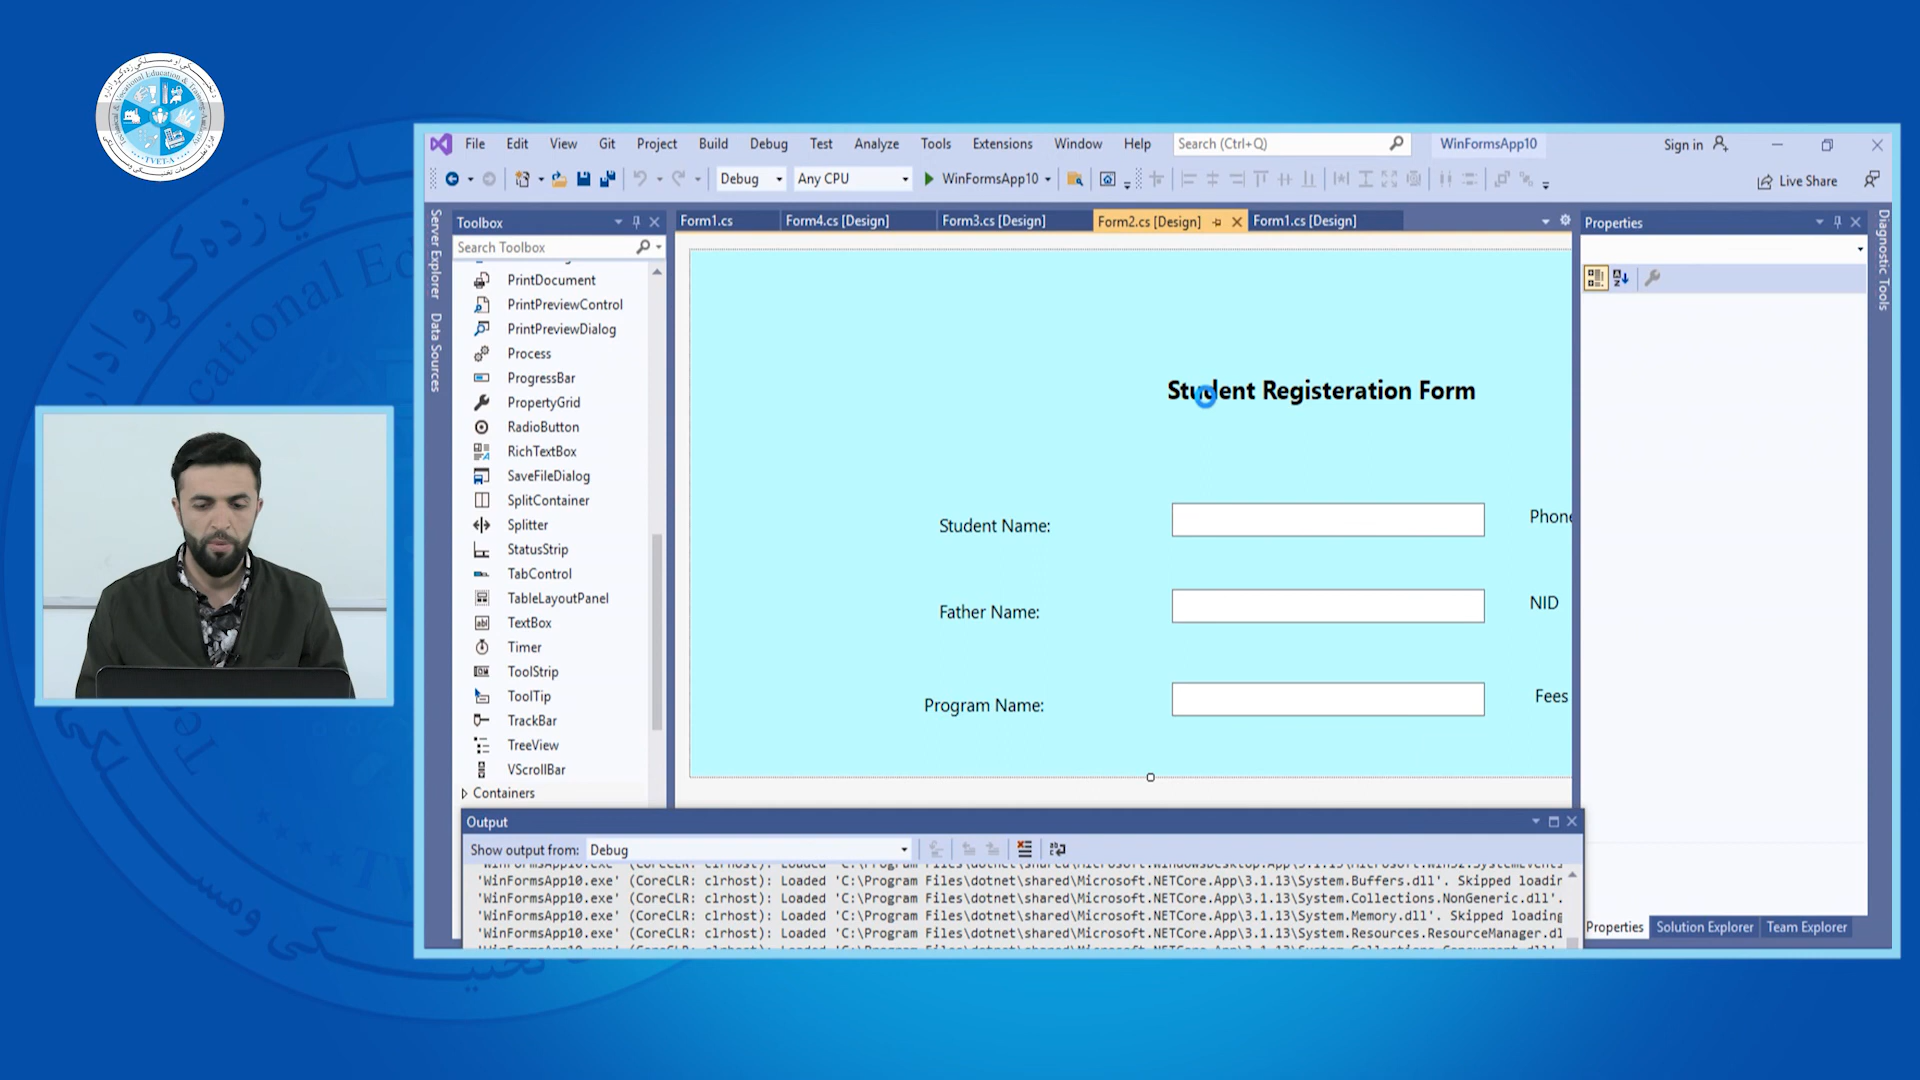 Technical & Vocational Education & Training Authority
TVET-A
File Edit View Git Project Build Debug Test Analyze Tools Extensions Window Help Search (Ctrl+Q) WinFormsApp10 Sign in
Debug Any CPU WinFormsApp10 Live Share
Server Explorer
Data Sources
Toolbox
Search Toolbox
PrintDocument
PrintPreviewControl
PrintPreviewDialog
Process
ProgressBar
PropertyGrid
RadioButton
RichTextBox
SaveFileDialog
SplitContainer
Splitter
StatusStrip
TabControl
TableLayoutPanel
TextBox
Timer
ToolStrip
ToolTip
TrackBar
TreeView
VScrollBar
Containers
Form1.cs Form4.cs [Design] Form3.cs [Design] Form2.cs [Design] Form1.cs [Design]
Student Registeration Form
Student Name: Phone
Father Name: NID
Program Name: Fees
Properties
Diagnostic Tools
Output
Show output from: Debug
'WinFormsApp10.exe' (CoreCLR: clrhost): Loaded 'C:\Program Files\dotnet\shared\Microsoft.NETCore.App\3.1.13\System.Buffers.dll'. Skipped loadin
'WinFormsApp10.exe' (CoreCLR: clrhost): Loaded 'C:\Program Files\dotnet\shared\Microsoft.NETCore.App\3.1.13\System.Collections.NonGeneric.dll'.
'WinFormsApp10.exe' (CoreCLR: clrhost): Loaded 'C:\Program Files\dotnet\shared\Microsoft.NETCore.App\3.1.13\System.Memory.dll'. Skipped loading
'WinFormsApp10.exe' (CoreCLR: clrhost): Loaded 'C:\Program Files\dotnet\shared\Microsoft.NETCore.App\3.1.13\System.Resources.ResourceManager.dl
Properties Solution Explorer Team Explorer